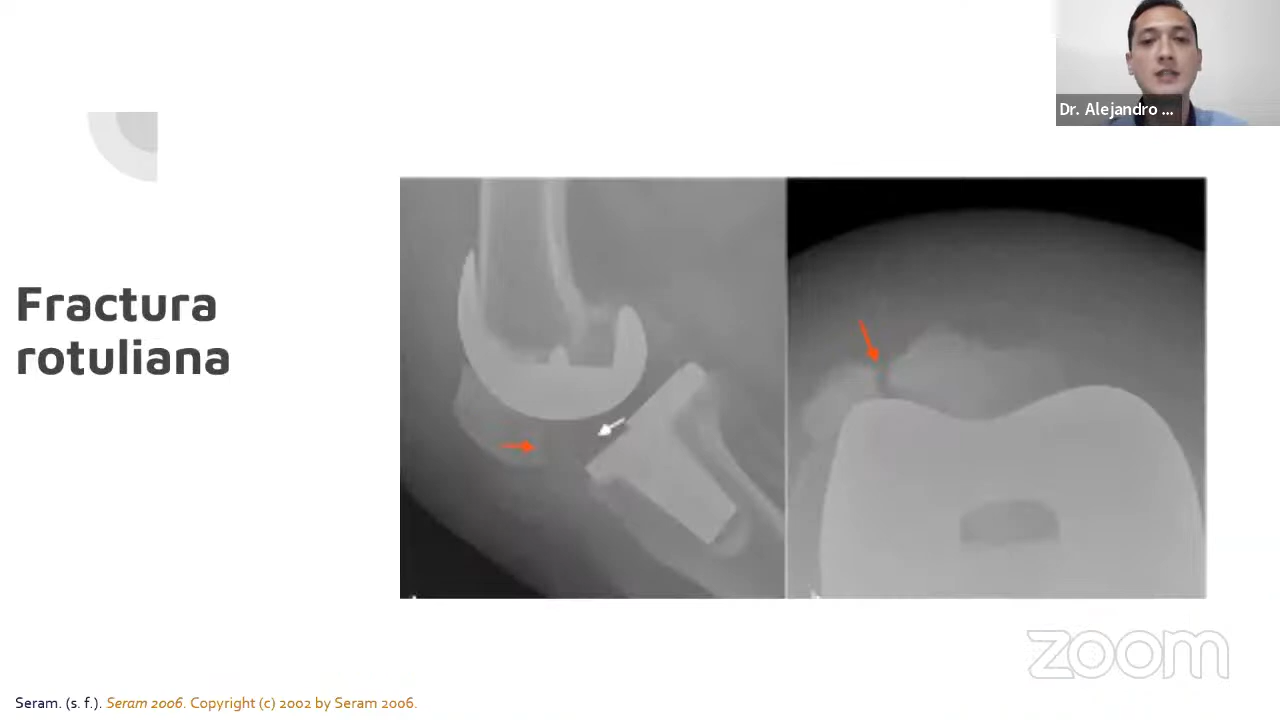 Dr. Alejandro ...
Fractura
rotuliana
zoom
Seram. (s. f.). Seram 2006. Copyright (c) 2002 by Seram 2006.